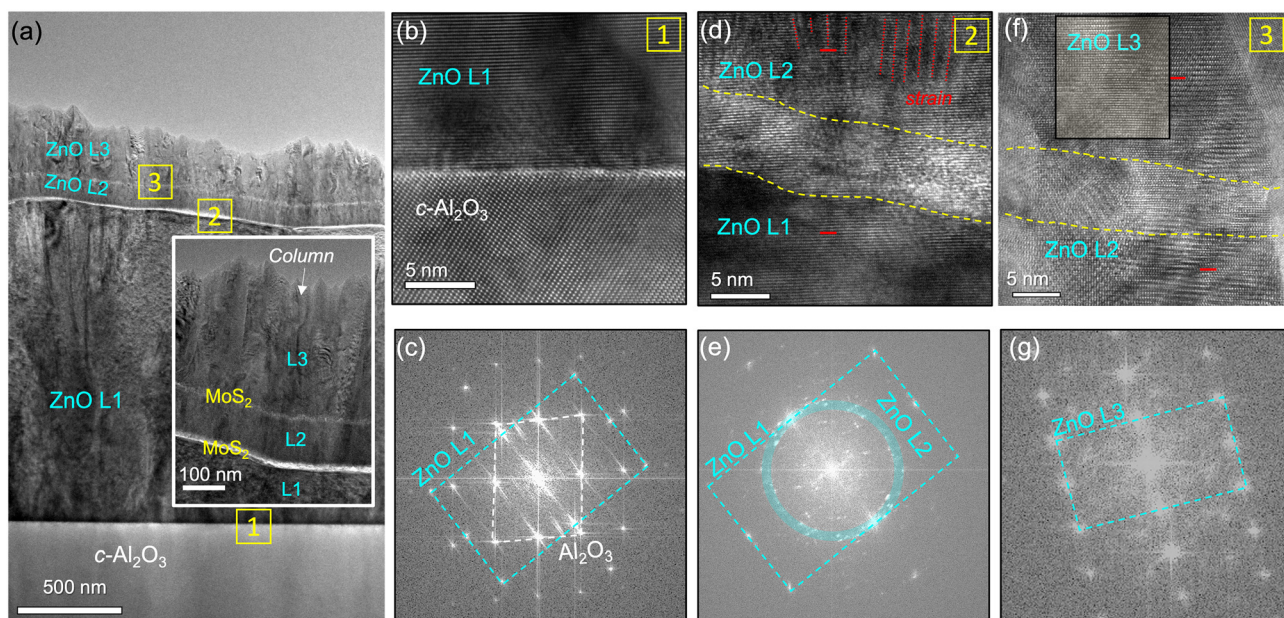 (a)
ZnO L3
ZnO L2
3
2
ZnO L1
Column
L3
MoS₂
L2
MoS₂
100 nm
L1
1
c-Al₂O₃
500 nm
(b)
1
ZnO L1
c-Al₂O₃
5 nm
(c)
ZnO L1
Al₂O₃
(d)
2
ZnO L2
strain
ZnO L1
5 nm
(e)
ZnO L1
ZnO L2
(f)
3
ZnO L3
ZnO L2
5 nm
(g)
ZnO L3